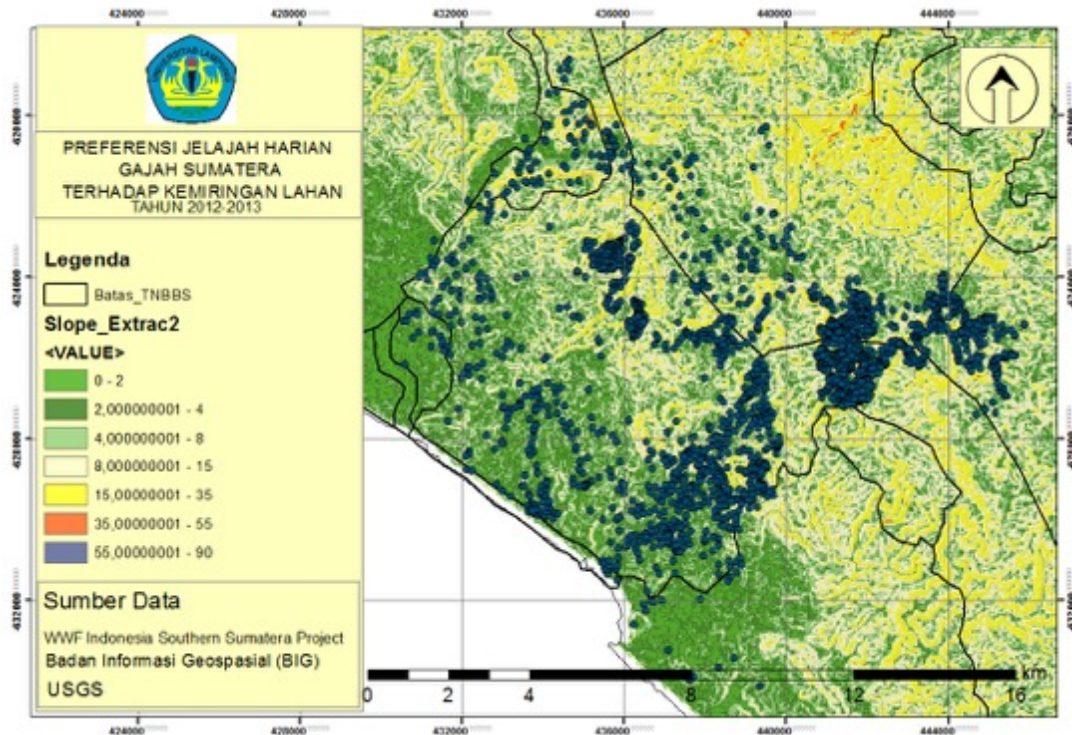 424000 428000 432000 436000 440000 444000
UNIVERSITAS LAMPUNG
PREFERENSI JELAJAH HARIAN
GAJAH SUMATERA
TERHADAP KEMIRINGAN LAHAN
TAHUN 2012-2013
Legenda
Batas_TNBBS
Slope_Extrac2
<VALUE>
0 - 2
2,000000001 - 4
4,000000001 - 8
8,000000001 - 15
15,00000001 - 35
35,00000001 - 55
55,00000001 - 90
Sumber Data
WWF Indonesia Southern Sumatera Project
Badan Informasi Geospasial (BIG)
USGS
km
0 2 4 8 12 16
424000 428000 432000 436000 440000 444000